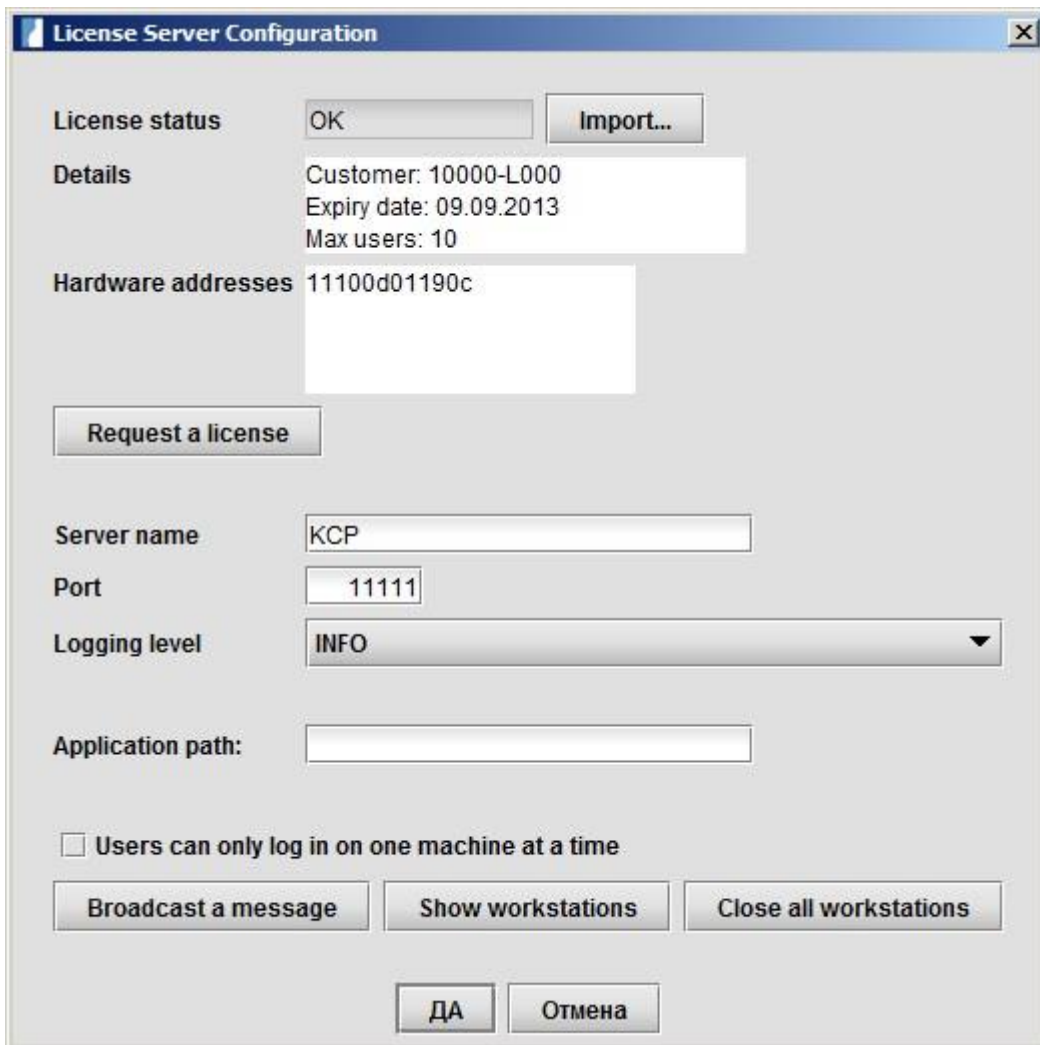 License Server Configuration
License status OK Import...
Details Customer: 10000-L000
Expiry date: 09.09.2013
Max users: 10
Hardware addresses 11100d01190c
Request a license
Server name KCP
Port 11111
Logging level INFO
Application path:
Users can only log in on one machine at a time
Broadcast a message Show workstations Close all workstations
ДА Отмена